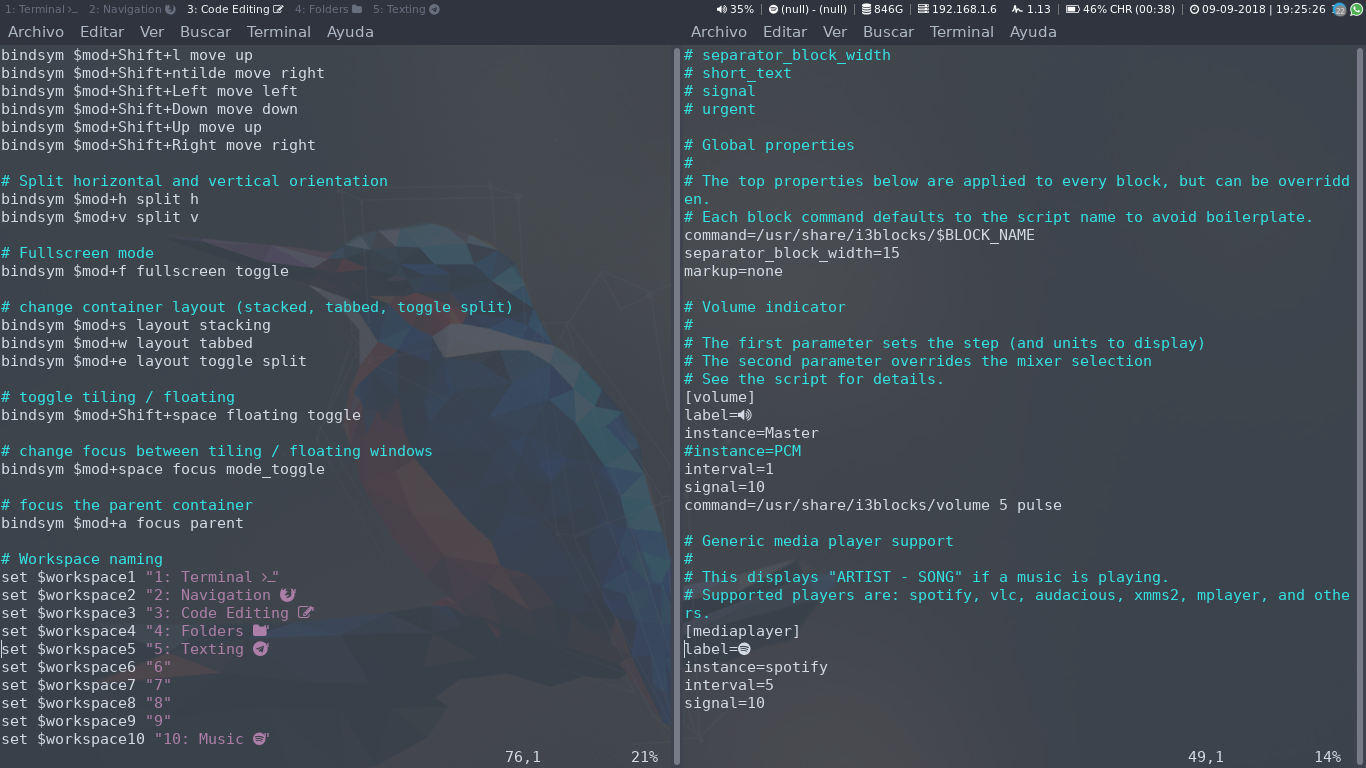 1: Terminal 2: Navigation 3: Code Editing 4: Folders 5: Texting 35% | (null) - (null) | 846G | 192.168.1.6 | 1.13 | 46% CHR (00:38) | 09-09-2018 | 19:25:26 22
Archivo Editar Ver Buscar Terminal Ayuda
bindsym $mod+Shift+l move up
bindsym $mod+Shift+ntilde move right
bindsym $mod+Shift+Left move left
bindsym $mod+Shift+Down move down
bindsym $mod+Shift+Up move up
bindsym $mod+Shift+Right move right
# Split horizontal and vertical orientation
bindsym $mod+h split h
bindsym $mod+v split v
# Fullscreen mode
bindsym $mod+f fullscreen toggle
# change container layout (stacked, tabbed, toggle split)
bindsym $mod+s layout stacking
bindsym $mod+w layout tabbed
bindsym $mod+e layout toggle split
# toggle tiling / floating
bindsym $mod+Shift+space floating toggle
# change focus between tiling / floating windows
bindsym $mod+space focus mode_toggle
# focus the parent container
bindsym $mod+a focus parent
# Workspace naming
set $workspace1 "1: Terminal "
set $workspace2 "2: Navigation "
set $workspace3 "3: Code Editing "
set $workspace4 "4: Folders "
set $workspace5 "5: Texting "
set $workspace6 "6"
set $workspace7 "7"
set $workspace8 "8"
set $workspace9 "9"
set $workspace10 "10: Music "
76,1 21%
Archivo Editar Ver Buscar Terminal Ayuda
# separator_block_width
# short_text
# signal
# urgent
# Global properties
#
# The top properties below are applied to every block, but can be overridd
en.
# Each block command defaults to the script name to avoid boilerplate.
command=/usr/share/i3blocks/$BLOCK_NAME
separator_block_width=15
markup=none
# Volume indicator
#
# The first parameter sets the step (and units to display)
# The second parameter overrides the mixer selection
# See the script for details.
[volume]
label=
instance=Master
#instance=PCM
interval=1
signal=10
command=/usr/share/i3blocks/volume 5 pulse
# Generic media player support
#
# This displays "ARTIST - SONG" if a music is playing.
# Supported players are: spotify, vlc, audacious, xmms2, mplayer, and othe
rs.
[mediaplayer]
label=
instance=spotify
interval=5
signal=10
49,1 14%